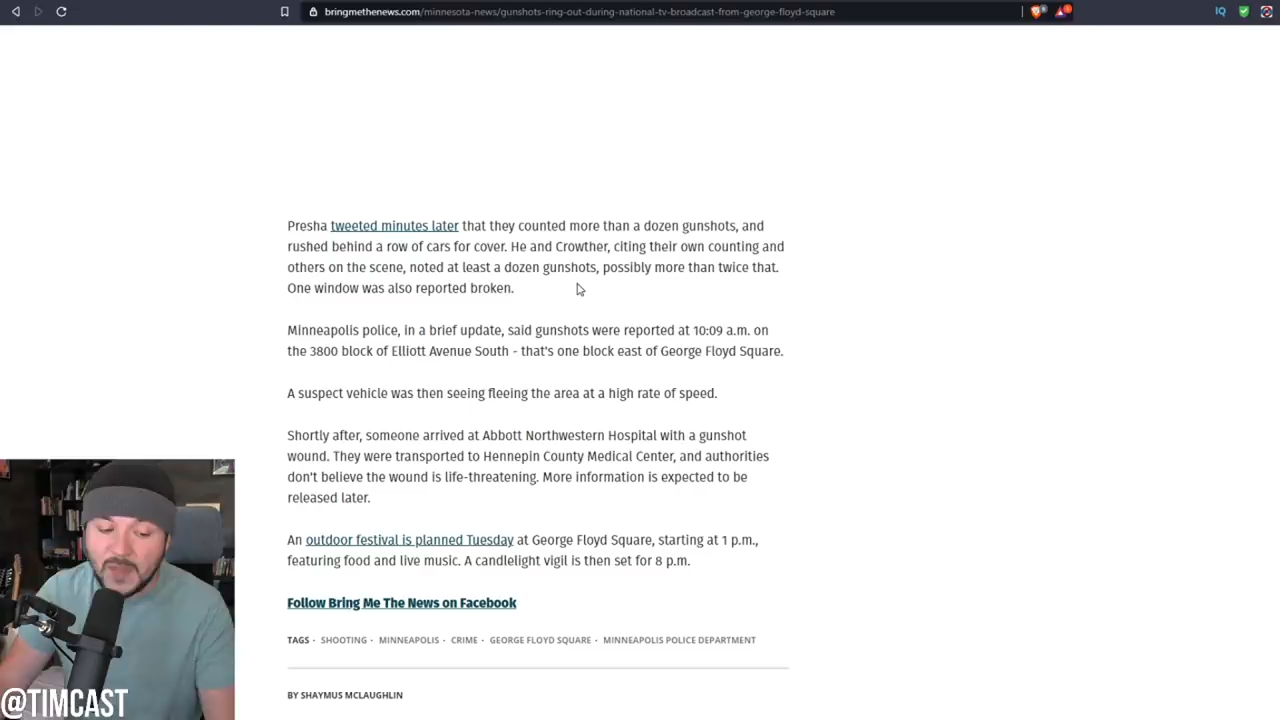 bringmethenews.com/minnesota-news/gunshots-ring-out-during-national-tv-broadcast-from-george-floyd-square
IQ
Presha tweeted minutes later that they counted more than a dozen gunshots, and
rushed behind a row of cars for cover. He and Crowther, citing their own counting and
others on the scene, noted at least a dozen gunshots, possibly more than twice that.
One window was also reported broken.
Minneapolis police, in a brief update, said gunshots were reported at 10:09 a.m. on
the 3800 block of Elliott Avenue South - that's one block east of George Floyd Square.
A suspect vehicle was then seeing fleeing the area at a high rate of speed.
Shortly after, someone arrived at Abbott Northwestern Hospital with a gunshot
wound. They were transported to Hennepin County Medical Center, and authorities
don't believe the wound is life-threatening. More information is expected to be
released later.
An outdoor festival is planned Tuesday at George Floyd Square, starting at 1 p.m.,
featuring food and live music. A candlelight vigil is then set for 8 p.m.
Follow Bring Me The News on Facebook
TAGS · SHOOTING · MINNEAPOLIS · CRIME · GEORGE FLOYD SQUARE · MINNEAPOLIS POLICE DEPARTMENT
BY SHAYMUS MCLAUGHLIN
@TIMCAST